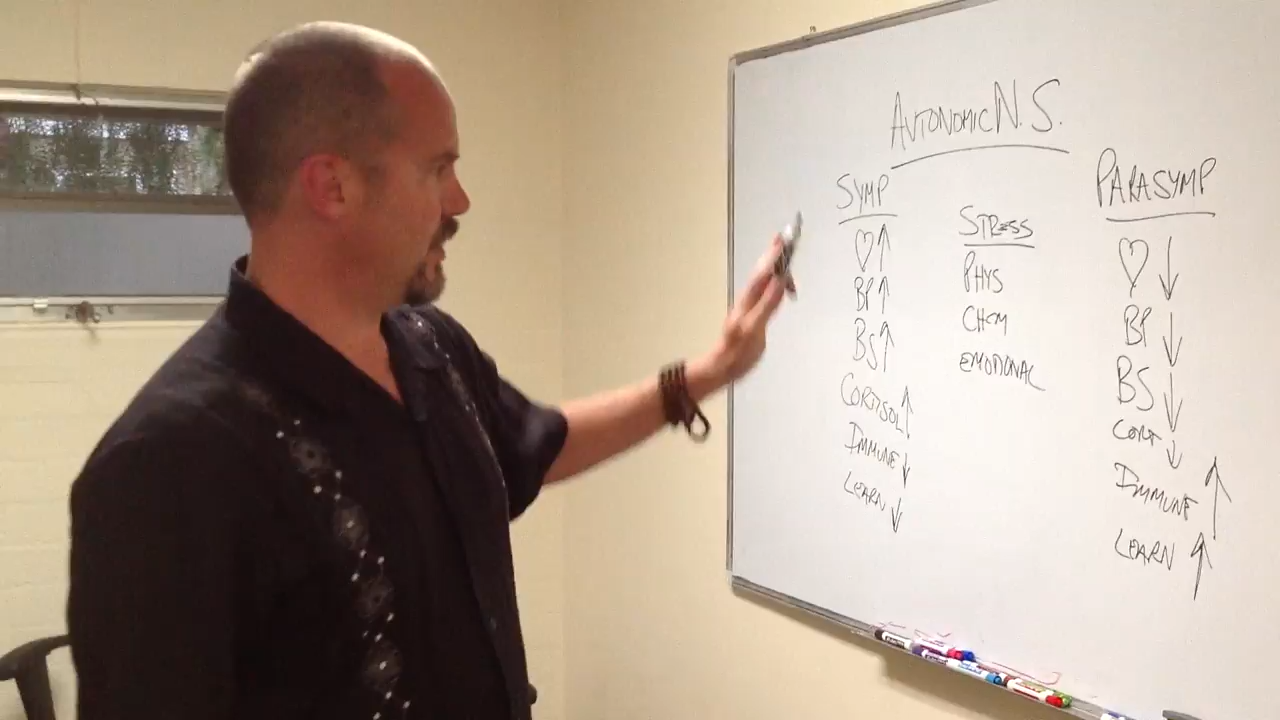 AUTONOMIC N.S.
SYMP
♡↑
BP↑
BS↑
CORTISOL↑
IMMUNE↓
LEARN↓
STRESS
PHYS
CHEM
EMOTIONAL
PARASYMP
♡↓
BP↓
BS↓
CORT↓
IMMUNE↑
LEARN↑